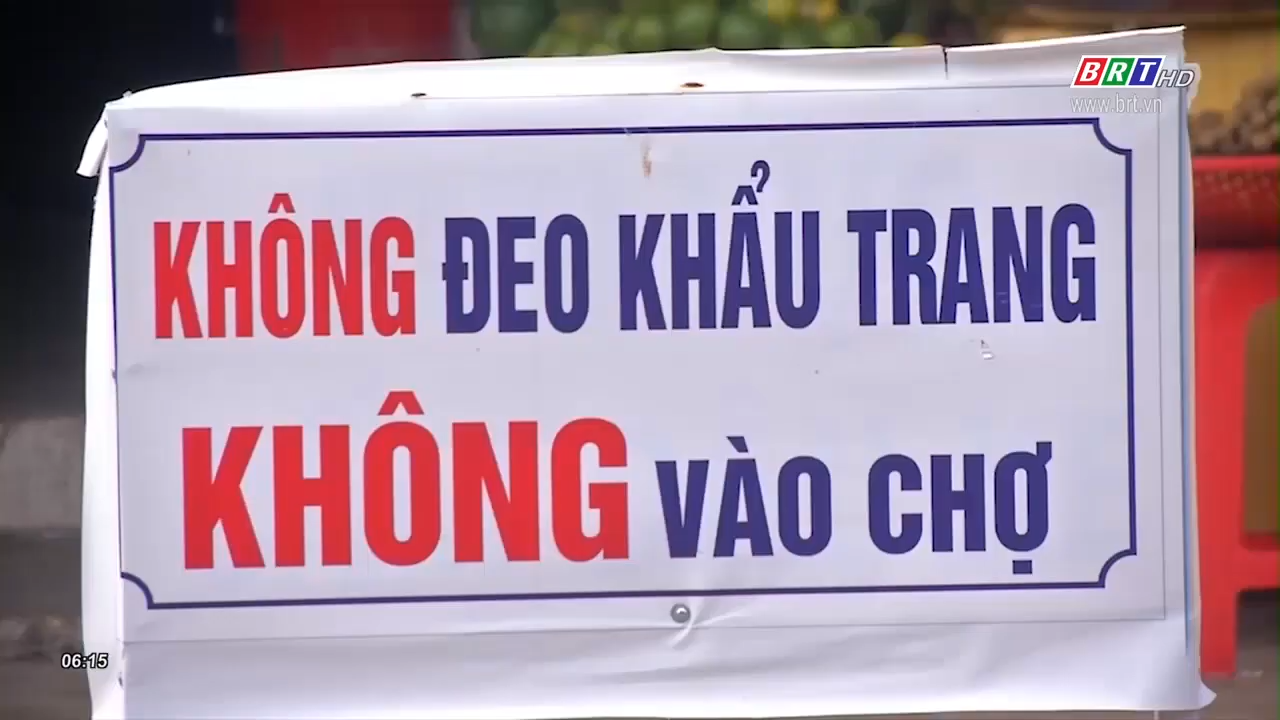 BRT HD
www.brt.vn
KHÔNG ĐEO KHẨU TRANG
KHÔNG VÀO CHỢ
06:15